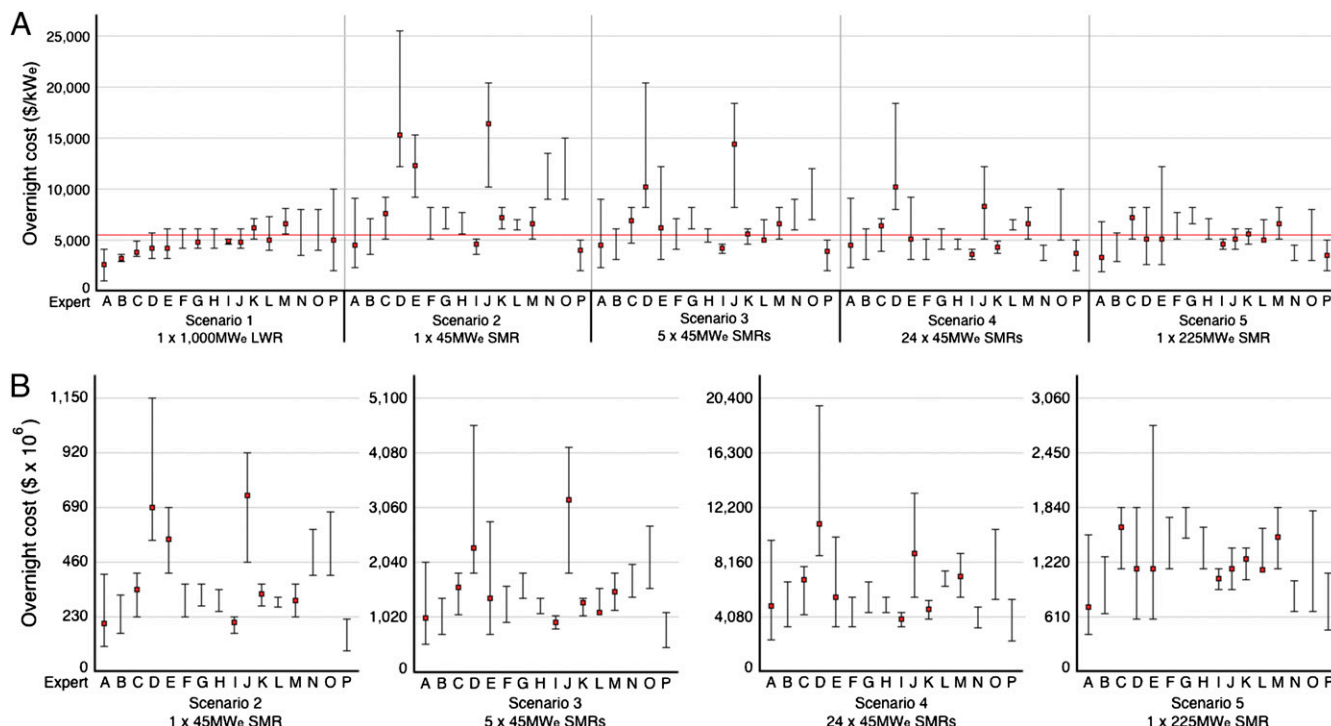 A
Overnight cost ($/kWe)
25,000
20,000
15,000
10,000
5,000
0
Expert A B C D E F G H I J K L M N O P A B C D E F G H I J K L M N O P A B C D E F G H I J K L M N O P A B C D E F G H I J K L M N O P A B C D E F G H I J K L M N O P
Scenario 1 Scenario 2 Scenario 3 Scenario 4 Scenario 5
1 x 1,000MWe LWR 1 x 45MWe SMR 5 x 45MWe SMRs 24 x 45MWe SMRs 1 x 225MWe SMR
B
Overnight cost ($ x 10⁶)
1,150 5,100 20,400 3,060
920 4,080 16,300 2,450
690 3,060 12,200 1,840
460 2,040 8,160 1,220
230 1,020 4,080 610
0 0 0 0
Expert A B C D E F G H I J K L M N O P A B C D E F G H I J K L M N O P A B C D E F G H I J K L M N O P A B C D E F G H I J K L M N O P
Scenario 2 Scenario 3 Scenario 4 Scenario 5
1 x 45MWe SMR 5 x 45MWe SMRs 24 x 45MWe SMRs 1 x 225MWe SMR